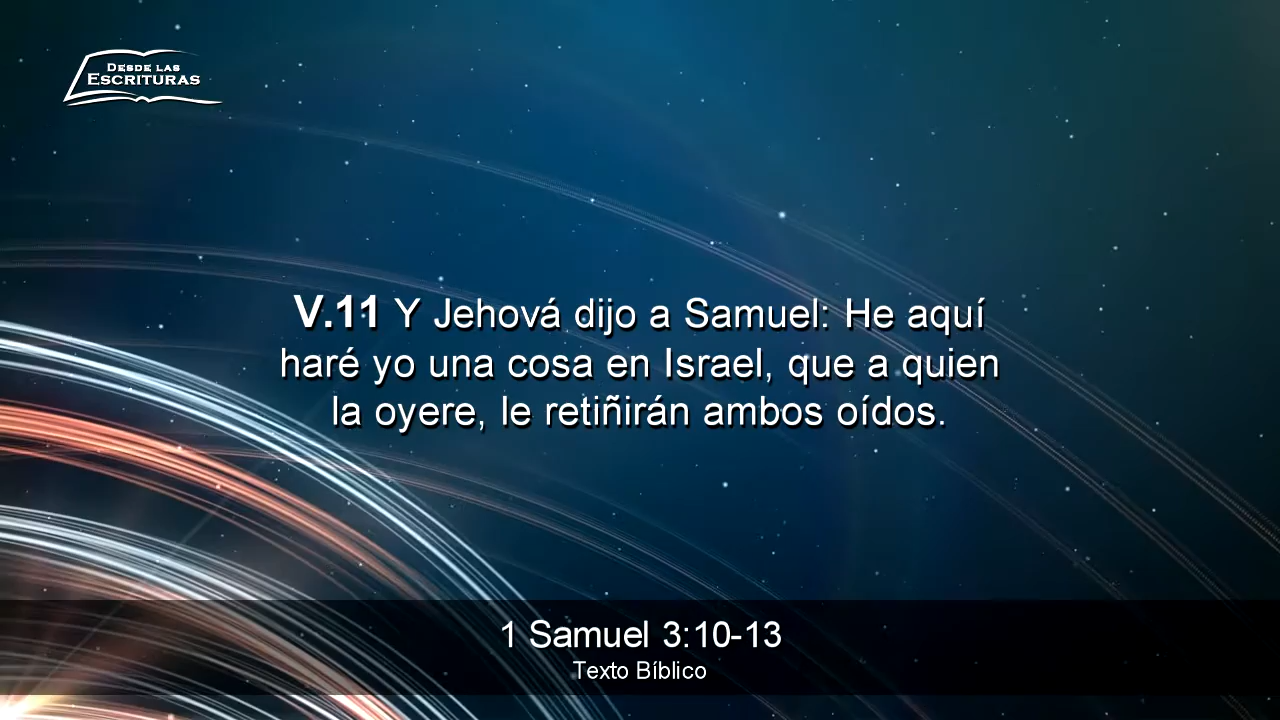 DESDE LAS
ESCRITURAS
V.11 Y Jehová dijo a Samuel: He aquí
haré yo una cosa en Israel, que a quien
la oyere, le retiñirán ambos oídos.
1 Samuel 3:10-13
Texto Bíblico